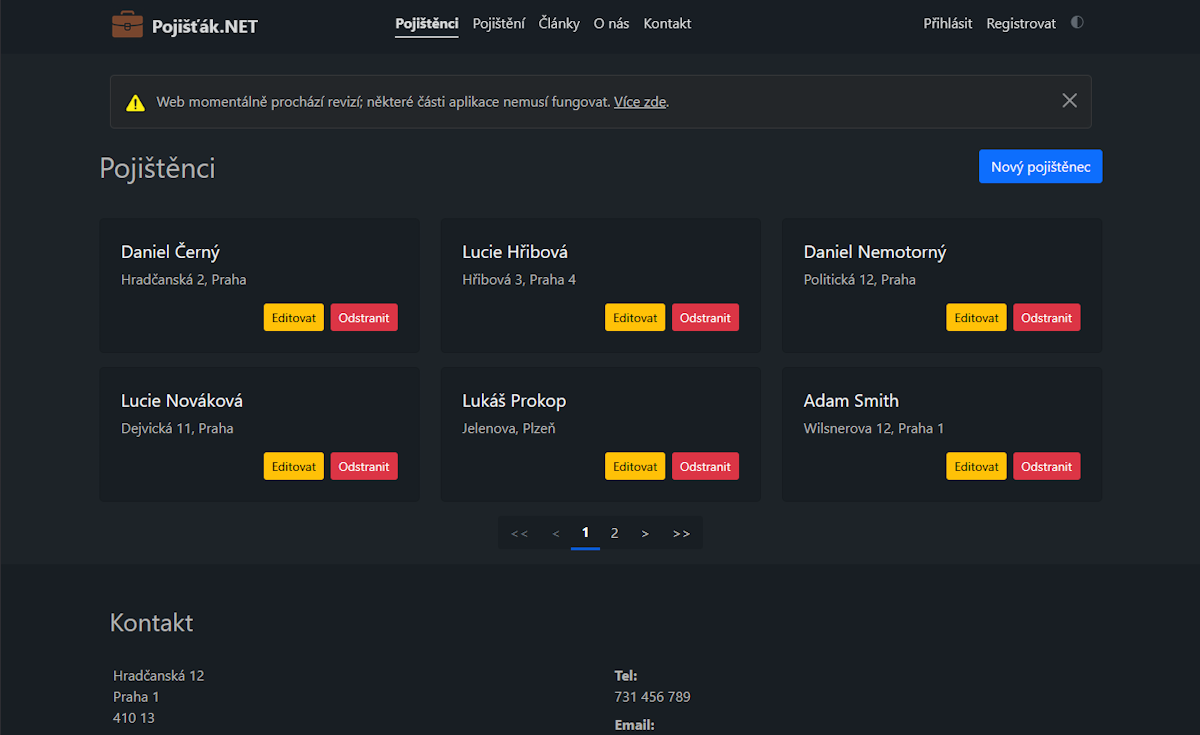 Pojišťák.NET Pojištěnci Pojištění Články O nás Kontakt Přihlásit Registrovat
Web momentálně prochází revizí; některé části aplikace nemusí fungovat. Více zde.
Pojištěnci Nový pojištěnec
Daniel Černý
Hradčanská 2, Praha
Editovat Odstranit
Lucie Hřibová
Hřibová 3, Praha 4
Editovat Odstranit
Daniel Nemotorný
Politická 12, Praha
Editovat Odstranit
Lucie Nováková
Dejvická 11, Praha
Editovat Odstranit
Lukáš Prokop
Jelenova, Plzeň
Editovat Odstranit
Adam Smith
Wilsnerova 12, Praha 1
Editovat Odstranit
<< < 1 2 > >>
Kontakt
Hradčanská 12
Praha 1
410 13
Tel:
731 456 789
Email: